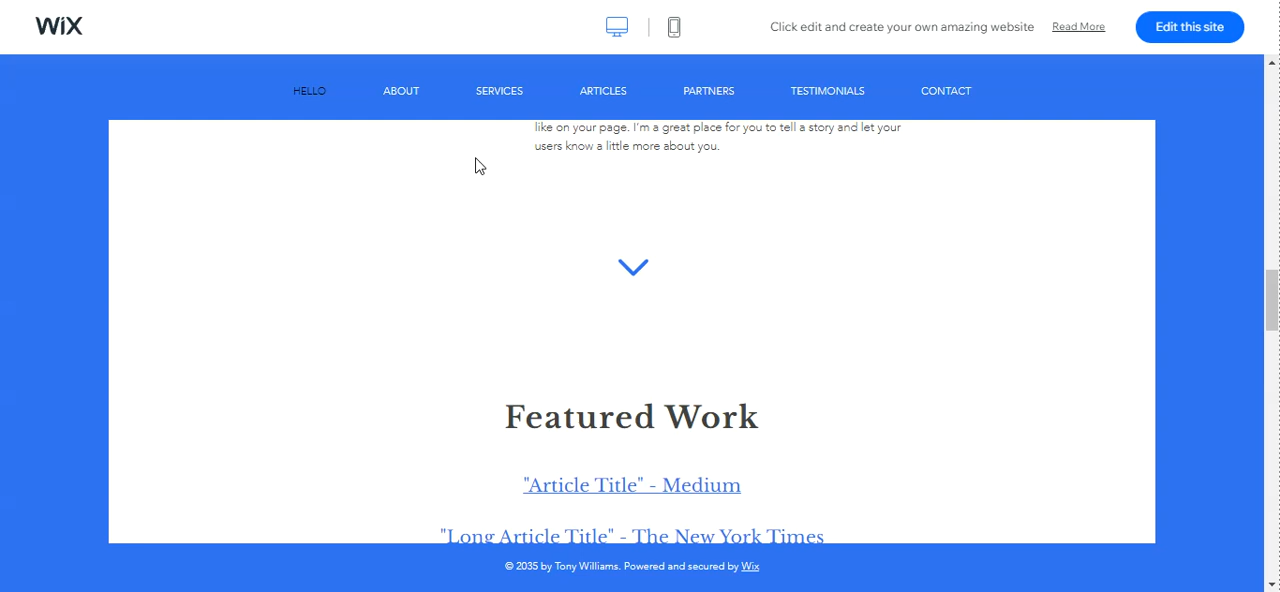 WiX
Click edit and create your own amazing website Read More Edit this site
HELLO ABOUT SERVICES ARTICLES PARTNERS TESTIMONIALS CONTACT
like on your page. I'm a great place for you to tell a story and let your
users know a little more about you.
Featured Work
"Article Title" - Medium
"Long Article Title" - The New York Times
© 2035 by Tony Williams. Powered and secured by Wix